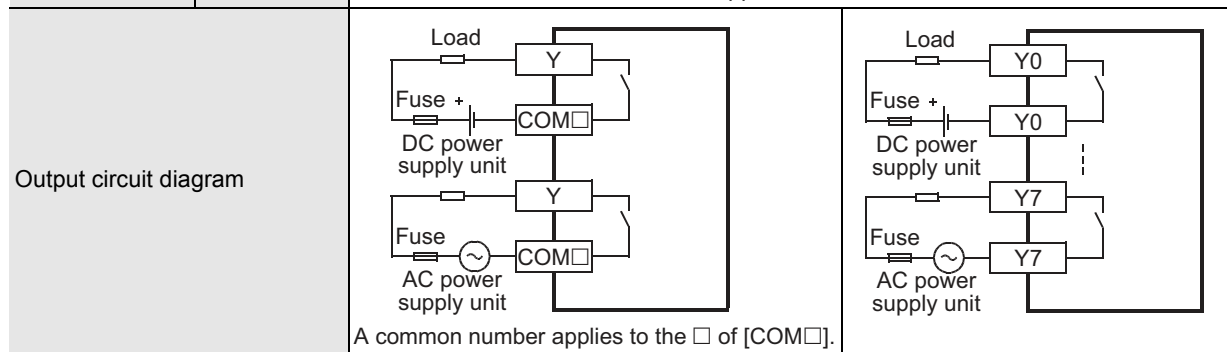 Output circuit diagram
Load
Y
Fuse +
COM□
DC power
supply unit
Y
Fuse
COM□
AC power
supply unit
A common number applies to the □ of [COM□].
Load
Y0
Fuse +
Y0
DC power
supply unit
Y7
Fuse
Y7
AC power
supply unit